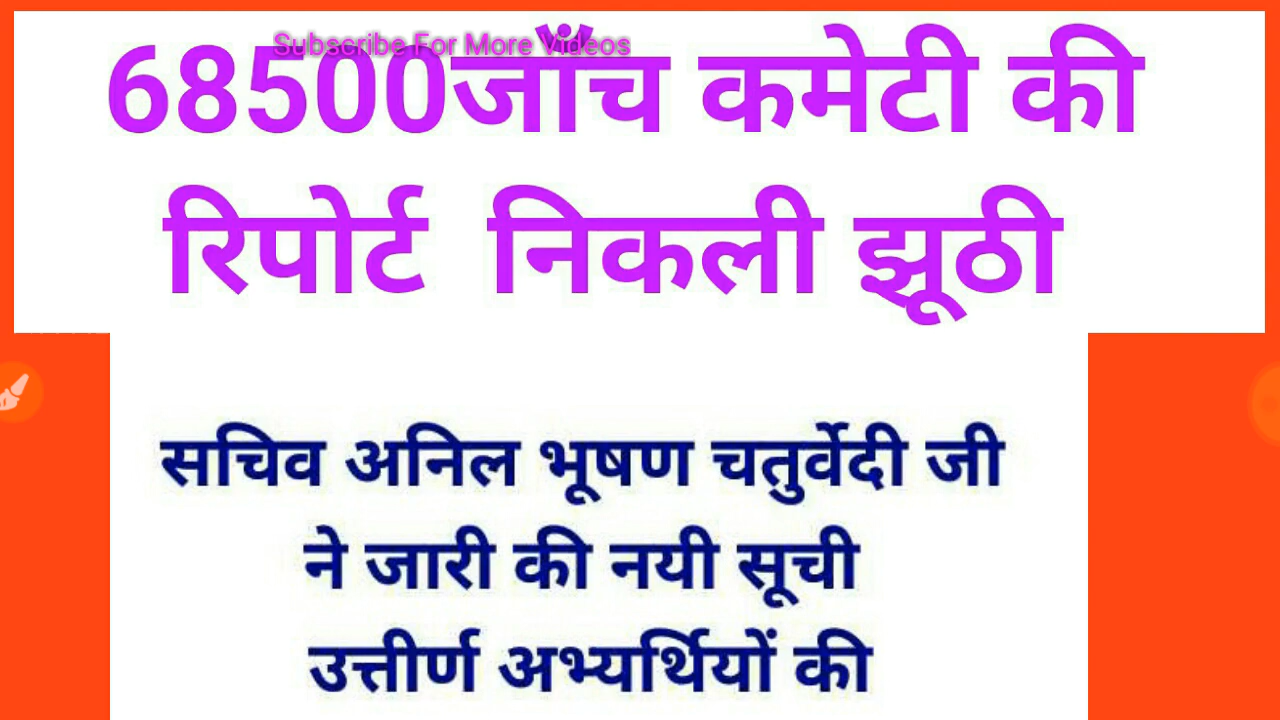 Subscribe For More Videos
68500जाँच कमेटी की
रिपोर्ट निकली झूठी
सचिव अनिल भूषण चतुर्वेदी जी
ने जारी की नयी सूची
उत्तीर्ण अभ्यर्थियों की